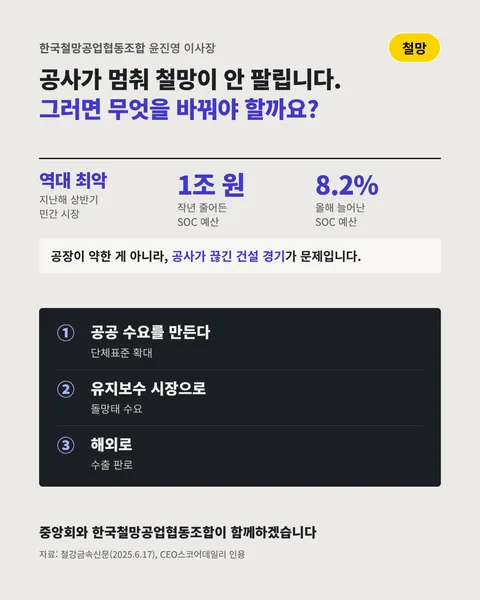 한국철망공업협동조합 윤진영 이사장
철망
공사가 멈춰 철망이 안 팔립니다.
그러면 무엇을 바꿔야 할까요?
역대 최악
지난해 상반기
민간 시장
1조 원
작년 줄어든
SOC 예산
8.2%
올해 늘어난
SOC 예산
공장이 약한 게 아니라, 공사가 끊긴 건설 경기가 문제입니다.
① 공공 수요를 만든다
단체표준 확대
② 유지보수 시장으로
돌망태 수요
③ 해외로
수출 판로
중앙회와 한국철망공업협동조합이 함께하겠습니다
자료: 철강금속신문(2025.6.17), CEO스코어데일리 인용